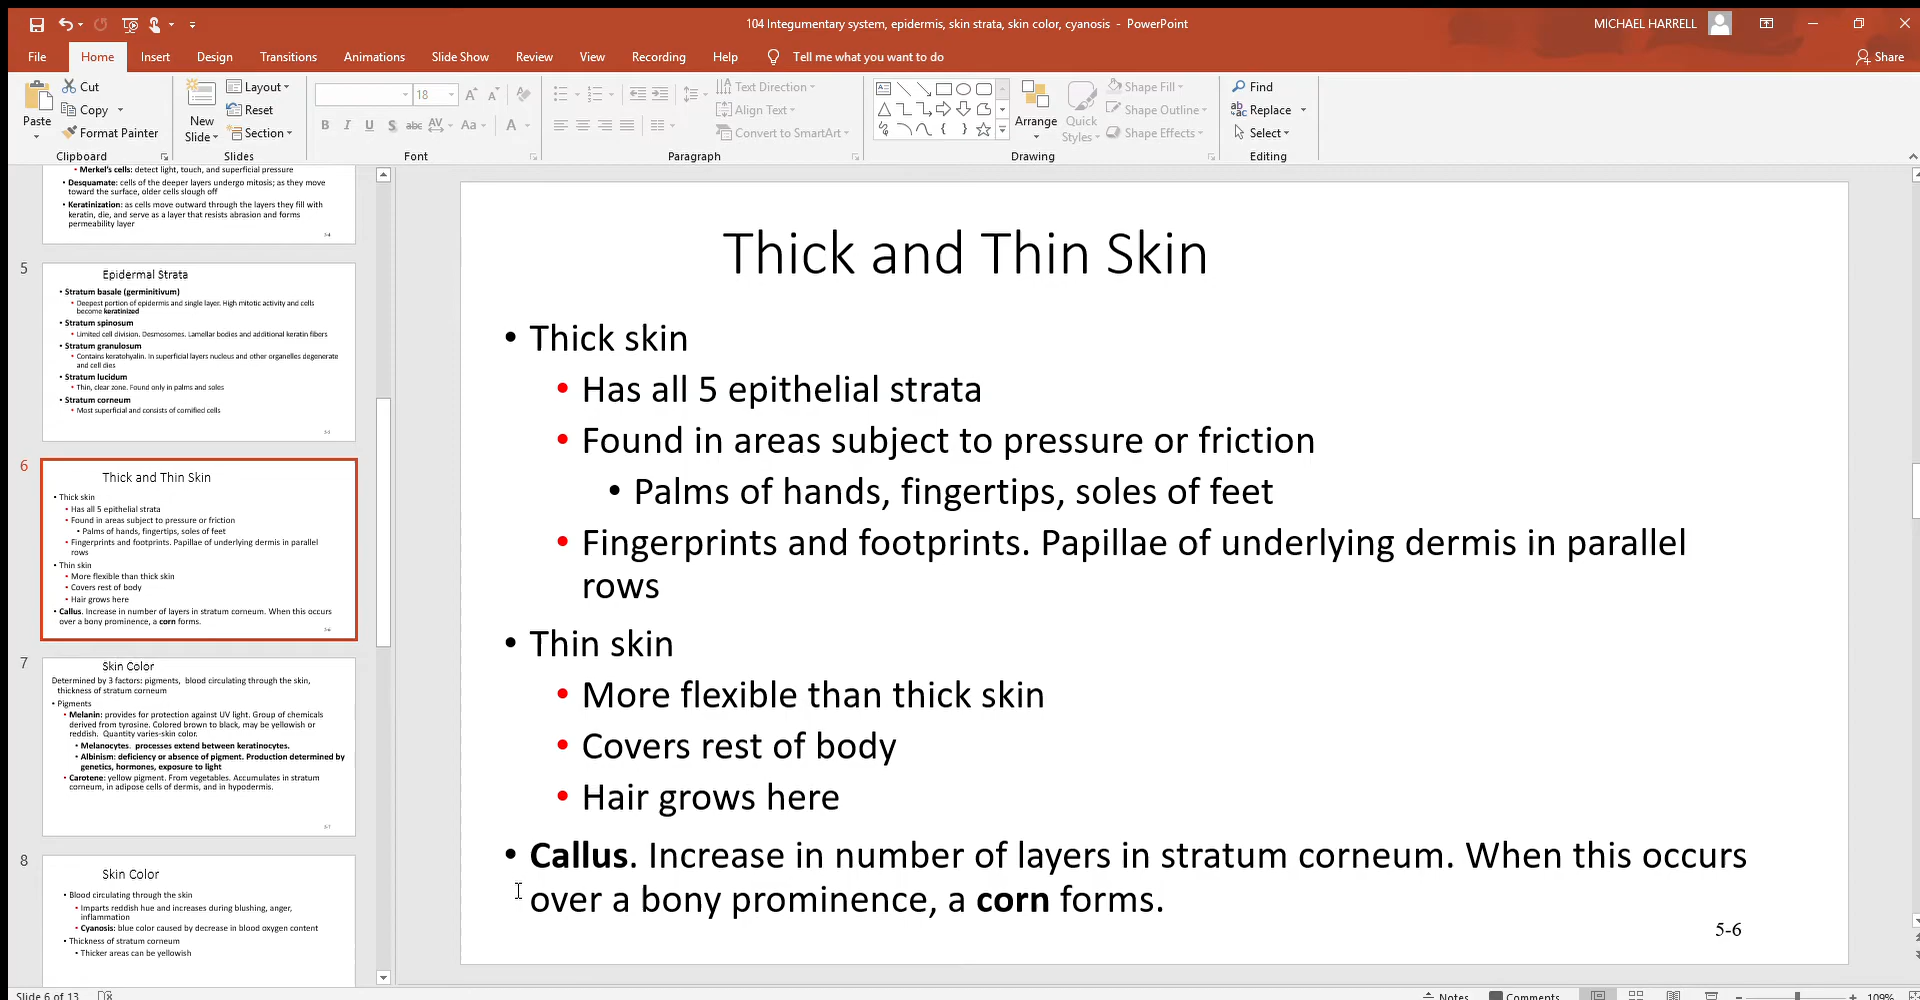 104 Integumentary system, epidermis, skin strata, skin color, cyanosis - PowerPoint
MICHAEL HARRELL
File Home Insert Design Transitions Animations Slide Show Review View Recording Help Tell me what you want to do
Share
Paste
Cut
Copy
Format Painter
Clipboard
New Slide
Layout
Reset
Section
Slides
18
B I U S abc AV Aa A
Font
Text Direction
Align Text
Convert to SmartArt
Paragraph
Arrange
Quick Styles
Shape Fill
Shape Outline
Shape Effects
Drawing
Find
Replace
Select
Editing
• Merkel's cells: detect light, touch, and superficial pressure
• Desquamate: cells of the deeper layers undergo mitosis; as they move
toward the surface, older cells slough off
• Keratinization: as cells move outward through the layers they fill with
keratin, die, and serve as a layer that resists abrasion and forms
permeability layer
5
Epidermal Strata
• Stratum basale (germinitivum)
• Deepest portion of epidermis and single layer. High mitotic activity and cells
become keratinized
• Stratum spinosum
• Limited cell division. Desmosomes. Lamellar bodies and additional keratin fibers
• Stratum granulosum
• Contains keratohyalin. In superficial layers nucleus and other organelles degenerate
and cell dies
• Stratum lucidum
• Thin, clear zone. Found only in palms and soles
• Stratum corneum
• Most superficial and consists of cornified cells
6
Thick and Thin Skin
• Thick skin
• Has all 5 epithelial strata
• Found in areas subject to pressure or friction
• Palms of hands, fingertips, soles of feet
• Fingerprints and footprints. Papillae of underlying dermis in parallel
rows
• Thin skin
• More flexible than thick skin
• Covers rest of body
• Hair grows here
• Callus. Increase in number of layers in stratum corneum. When this occurs
over a bony prominence, a corn forms.
7
Skin Color
Determined by 3 factors: pigments, blood circulating through the skin,
thickness of stratum corneum
• Pigments
• Melanin: provides for protection against UV light. Group of chemicals
derived from tyrosine. Colored brown to black, may be yellowish or
reddish. Quantity varies-skin color.
• Melanocytes. processes extend between keratinocytes.
• Albinism: deficiency or absence of pigment. Production determined by
genetics, hormones, exposure to light
• Carotene: yellow pigment. From vegetables. Accumulates in stratum
corneum, in adipose cells of dermis, and in hypodermis.
8
Skin Color
• Blood circulating through the skin
• Imparts reddish hue and increases during blushing, anger,
inflammation
• Cyanosis: blue color caused by decrease in blood oxygen content
• Thickness of stratum corneum
• Thicker areas can be yellowish
Thick and Thin Skin
• Thick skin
• Has all 5 epithelial strata
• Found in areas subject to pressure or friction
• Palms of hands, fingertips, soles of feet
• Fingerprints and footprints. Papillae of underlying dermis in parallel
rows
• Thin skin
• More flexible than thick skin
• Covers rest of body
• Hair grows here
• Callus. Increase in number of layers in stratum corneum. When this occurs
over a bony prominence, a corn forms.
5-6
Slide 6 of 13
Notes Comments 109%